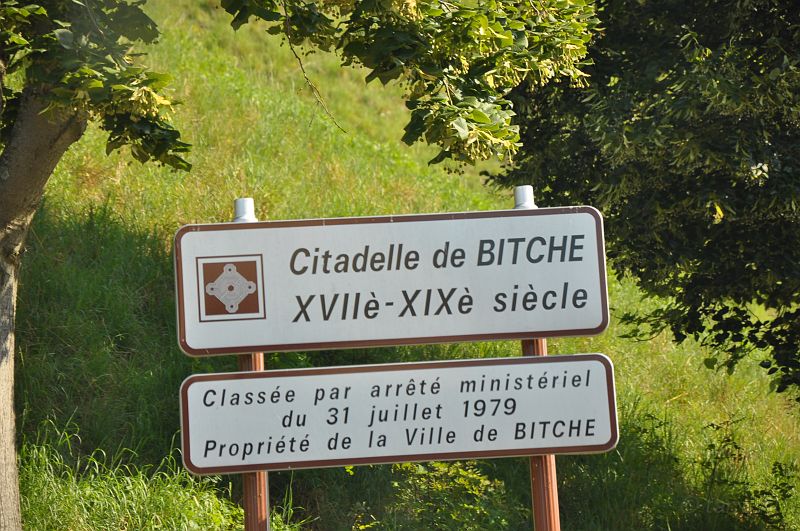 Citadelle de BITCHE
XVIIè-XIXè siècle
Classée par arrêté ministériel
du 31 juillet 1979
Propriété de la Ville de BITCHE